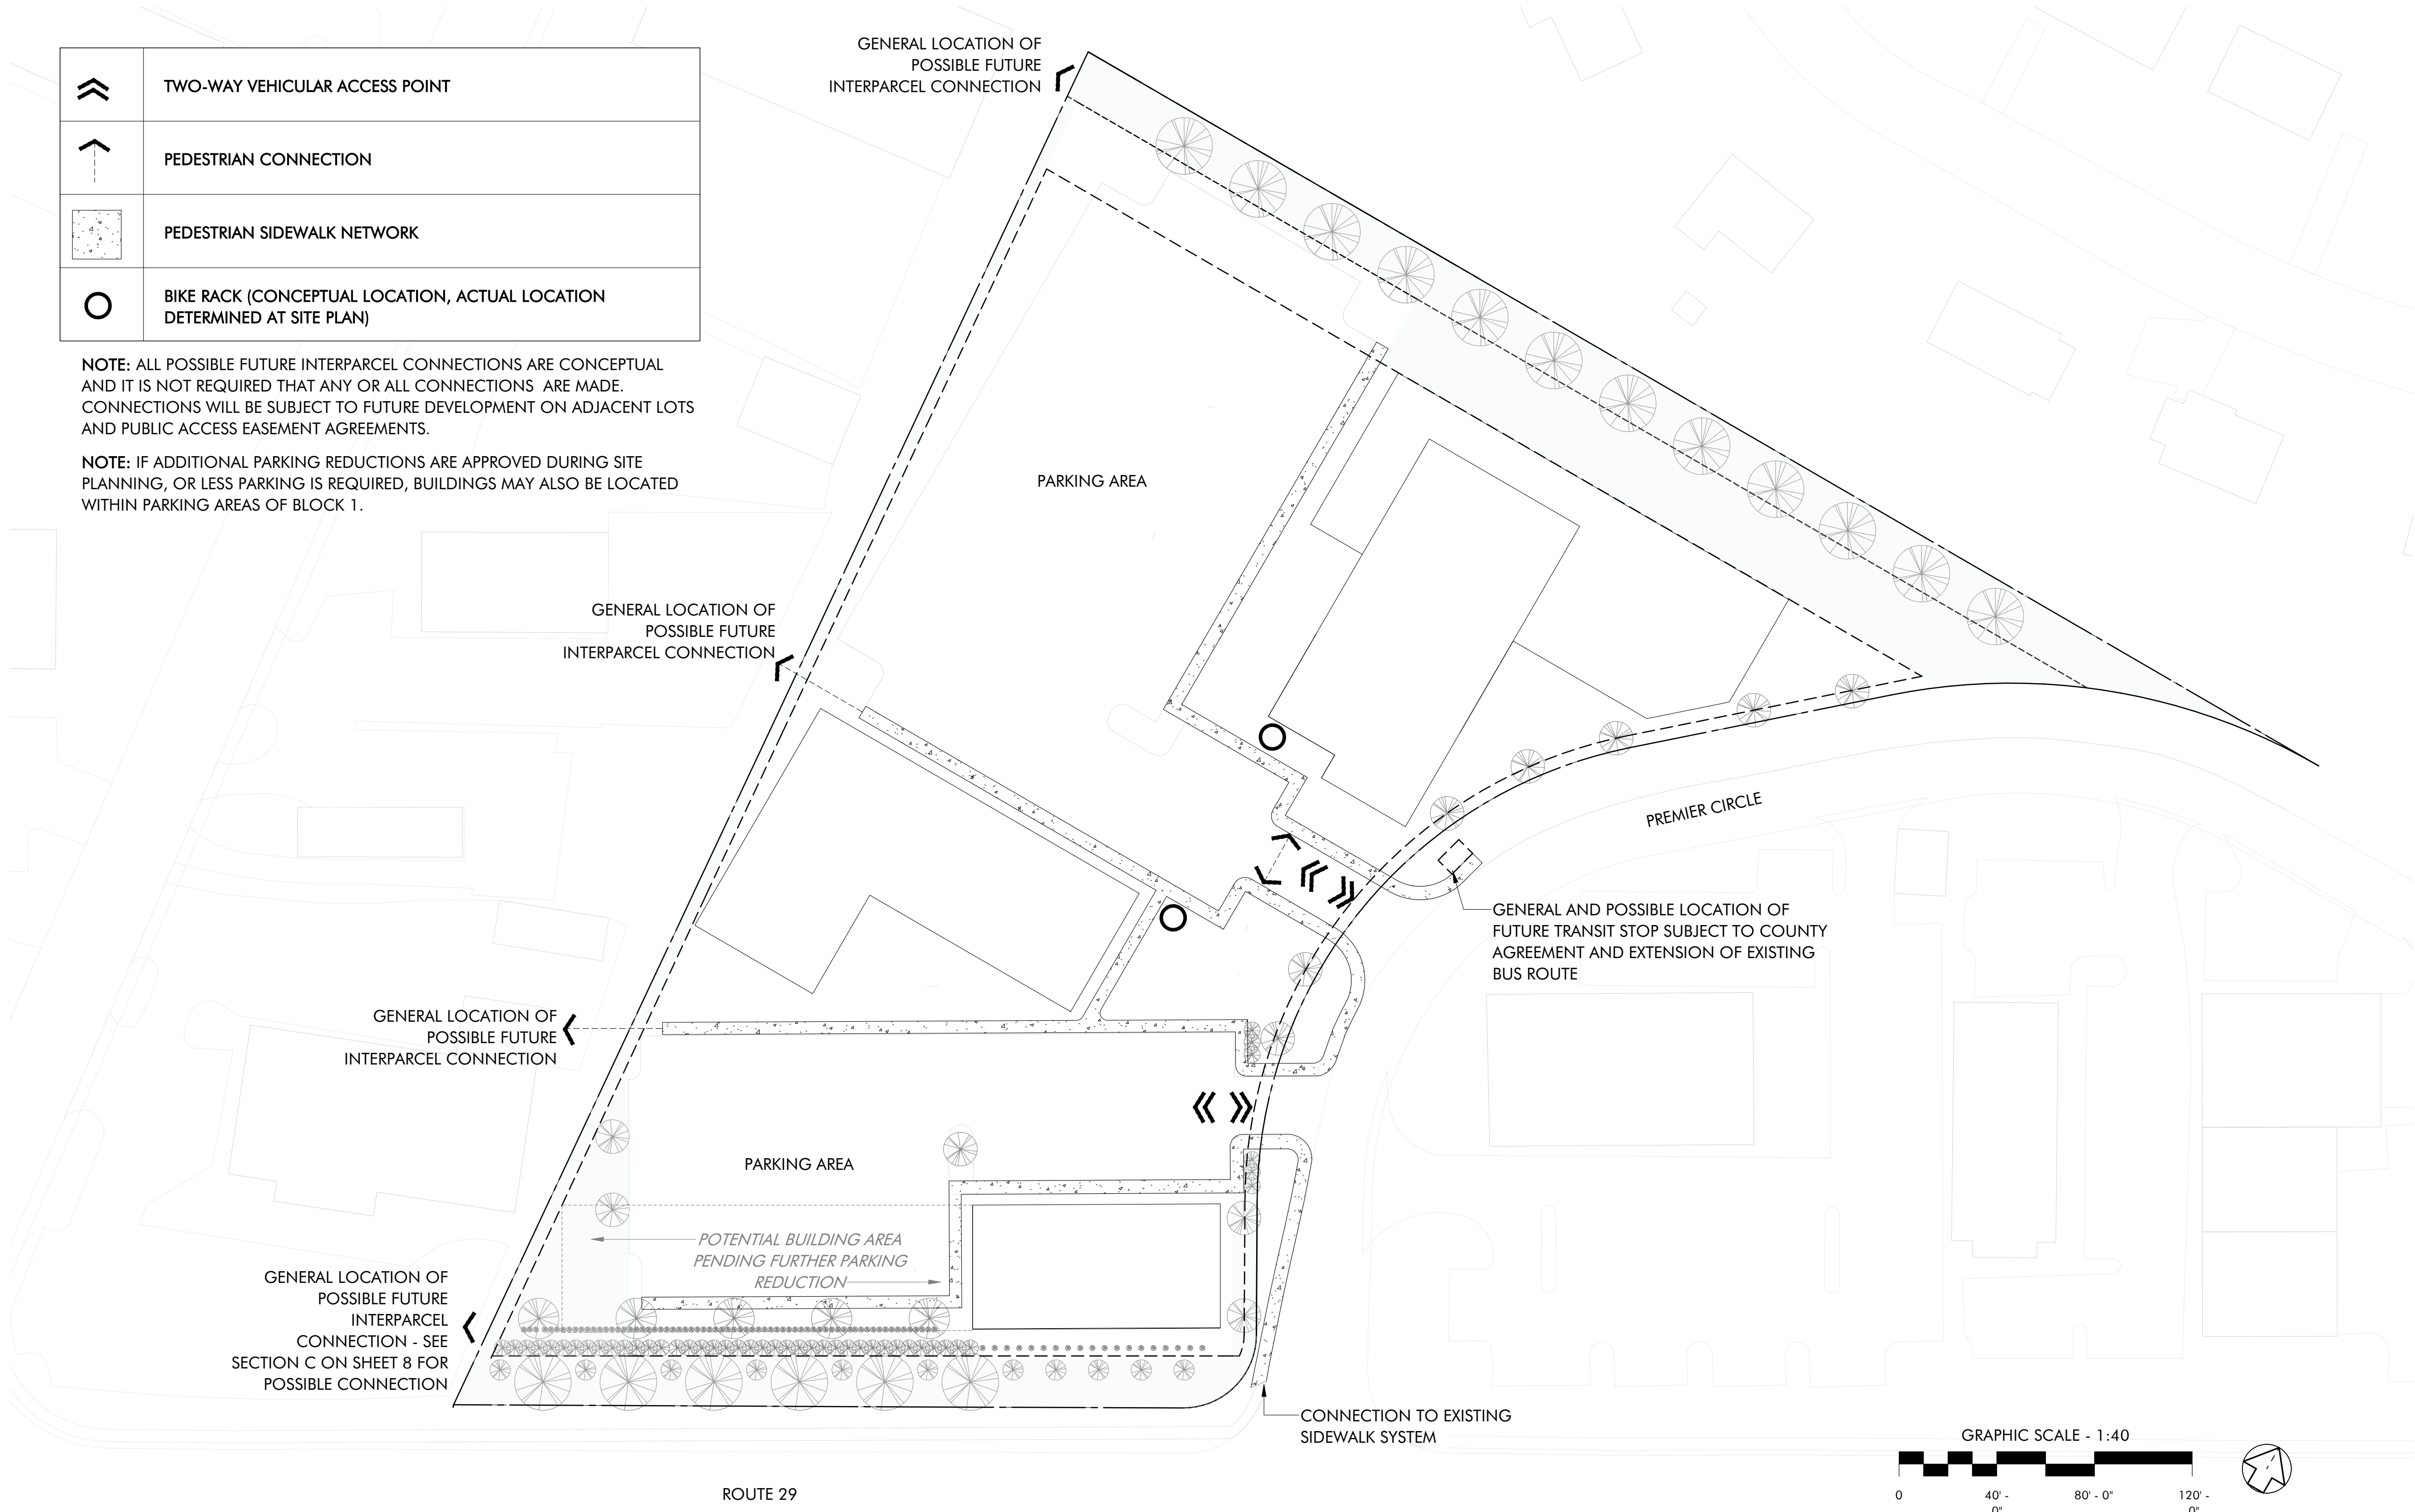 TWO-WAY VEHICULAR ACCESS POINT
PEDESTRIAN CONNECTION
PEDESTRIAN SIDEWALK NETWORK
BIKE RACK (CONCEPTUAL LOCATION, ACTUAL LOCATION
DETERMINED AT SITE PLAN)
NOTE: ALL POSSIBLE FUTURE INTERPARCEL CONNECTIONS ARE CONCEPTUAL
AND IT IS NOT REQUIRED THAT ANY OR ALL CONNECTIONS ARE MADE.
CONNECTIONS WILL BE SUBJECT TO FUTURE DEVELOPMENT ON ADJACENT LOTS
AND PUBLIC ACCESS EASEMENT AGREEMENTS.
NOTE: IF ADDITIONAL PARKING REDUCTIONS ARE APPROVED DURING SITE
PLANNING, OR LESS PARKING IS REQUIRED, BUILDINGS MAY ALSO BE LOCATED
WITHIN PARKING AREAS OF BLOCK 1.
GENERAL LOCATION OF
POSSIBLE FUTURE
INTERPARCEL CONNECTION
PARKING AREA
GENERAL LOCATION OF
POSSIBLE FUTURE
INTERPARCEL CONNECTION
PREMIER CIRCLE
GENERAL AND POSSIBLE LOCATION OF
FUTURE TRANSIT STOP SUBJECT TO COUNTY
AGREEMENT AND EXTENSION OF EXISTING
BUS ROUTE
GENERAL LOCATION OF
POSSIBLE FUTURE
INTERPARCEL CONNECTION
PARKING AREA
POTENTIAL BUILDING AREA
PENDING FURTHER PARKING
REDUCTION
GENERAL LOCATION OF
POSSIBLE FUTURE
INTERPARCEL
CONNECTION - SEE
SECTION C ON SHEET 8 FOR
POSSIBLE CONNECTION
CONNECTION TO EXISTING
SIDEWALK SYSTEM
ROUTE 29
GRAPHIC SCALE - 1:40
0 40' - 80' - 0" 120' -
0" 0"